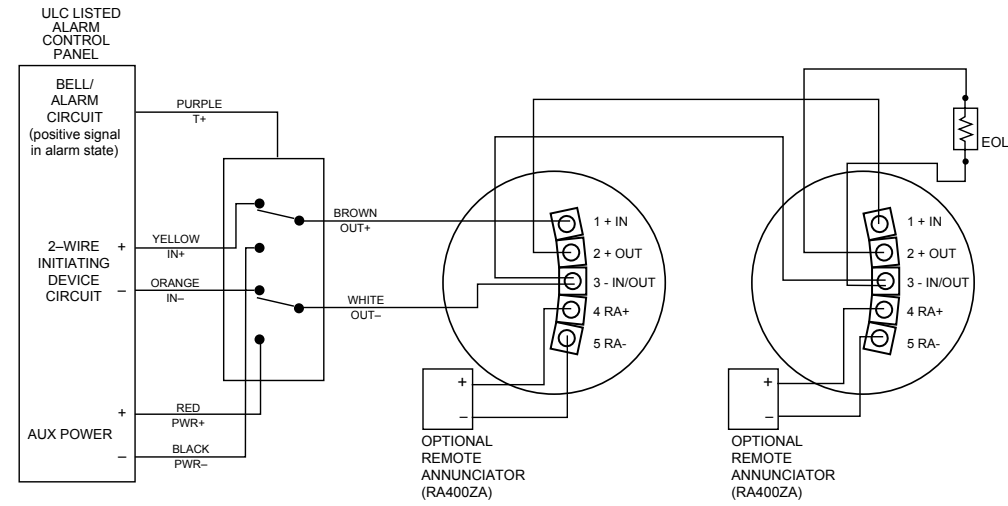 ULC LISTED
ALARM
CONTROL
PANEL
BELL/
ALARM
CIRCUIT
(positive signal
in alarm state)
PURPLE
T+
2–WIRE
INITIATING
DEVICE
CIRCUIT
+
–
YELLOW
IN+
ORANGE
IN–
BROWN
OUT+
WHITE
OUT–
AUX POWER
+
–
RED
PWR+
BLACK
PWR–
1 + IN
2 + OUT
3 - IN/OUT
4 RA+
5 RA-
+
–
OPTIONAL
REMOTE
ANNUNCIATOR
(RA400ZA)
1 + IN
2 + OUT
3 - IN/OUT
4 RA+
5 RA-
+
–
OPTIONAL
REMOTE
ANNUNCIATOR
(RA400ZA)
EOL